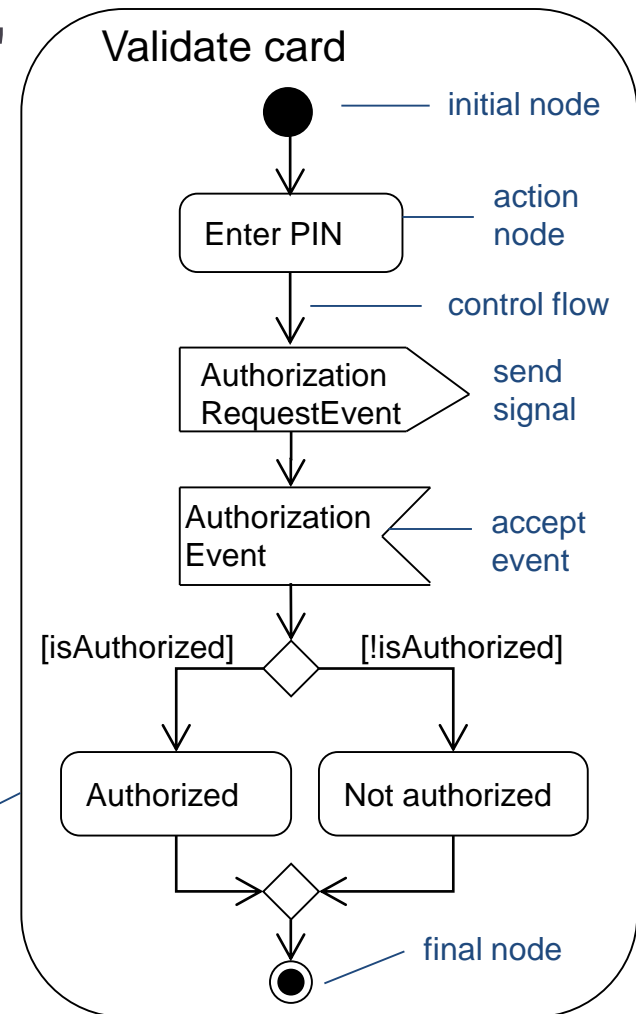 Validate card
initial node
action
node
Enter PIN
control flow
Authorization
RequestEvent
send
signal
Authorization
Event
accept
event
[isAuthorized]
[!isAuthorized]
Authorized
Not authorized
final node